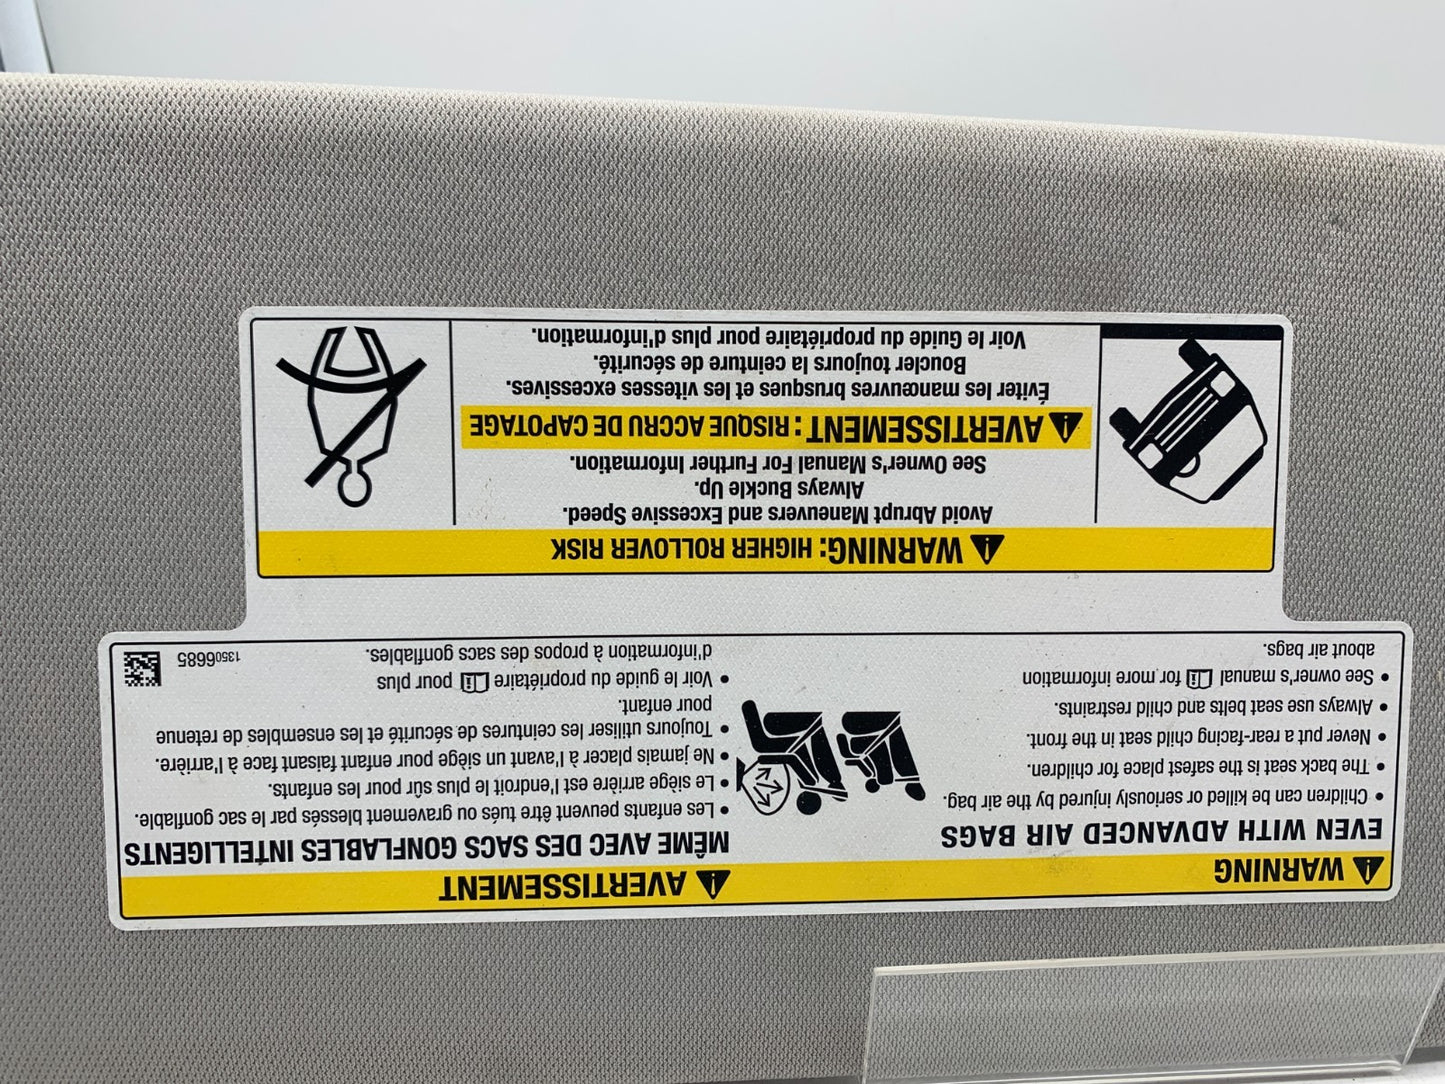 WARNING
EVEN WITH ADVANCED AIR BAGS
• Children can be killed or seriously injured by the air bag.
• The back seat is the safest place for children.
• Never put a rear-facing child seat in the front.
• Always use seat belts and child restraints.
• See owner's manual for more information
about air bags.
AVERTISSEMENT
MÊME AVEC DES SACS GONFLABLES INTELLIGENTS
• Les enfants peuvent être tués ou gravement blessés par le sac gonflable.
• Le siège arrière est l'endroit le plus sûr pour les enfants.
• Ne jamais placer à l'avant un siège pour enfant faisant face à l'arrière.
• Toujours utiliser les ceintures de sécurité et les ensembles de retenue
pour enfant.
• Voir le guide du propriétaire pour plus
d'information à propos des sacs gonflables.
13506685
WARNING: HIGHER ROLLOVER RISK
Avoid Abrupt Maneuvers and Excessive Speed.
Always Buckle Up.
See Owner's Manual For Further Information.
AVERTISSEMENT : RISQUE ACCRU DE CAPOTAGE
Éviter les manœuvres brusques et les vitesses excessives.
Boucler toujours la ceinture de sécurité.
Voir le Guide du propriétaire pour plus d'information.